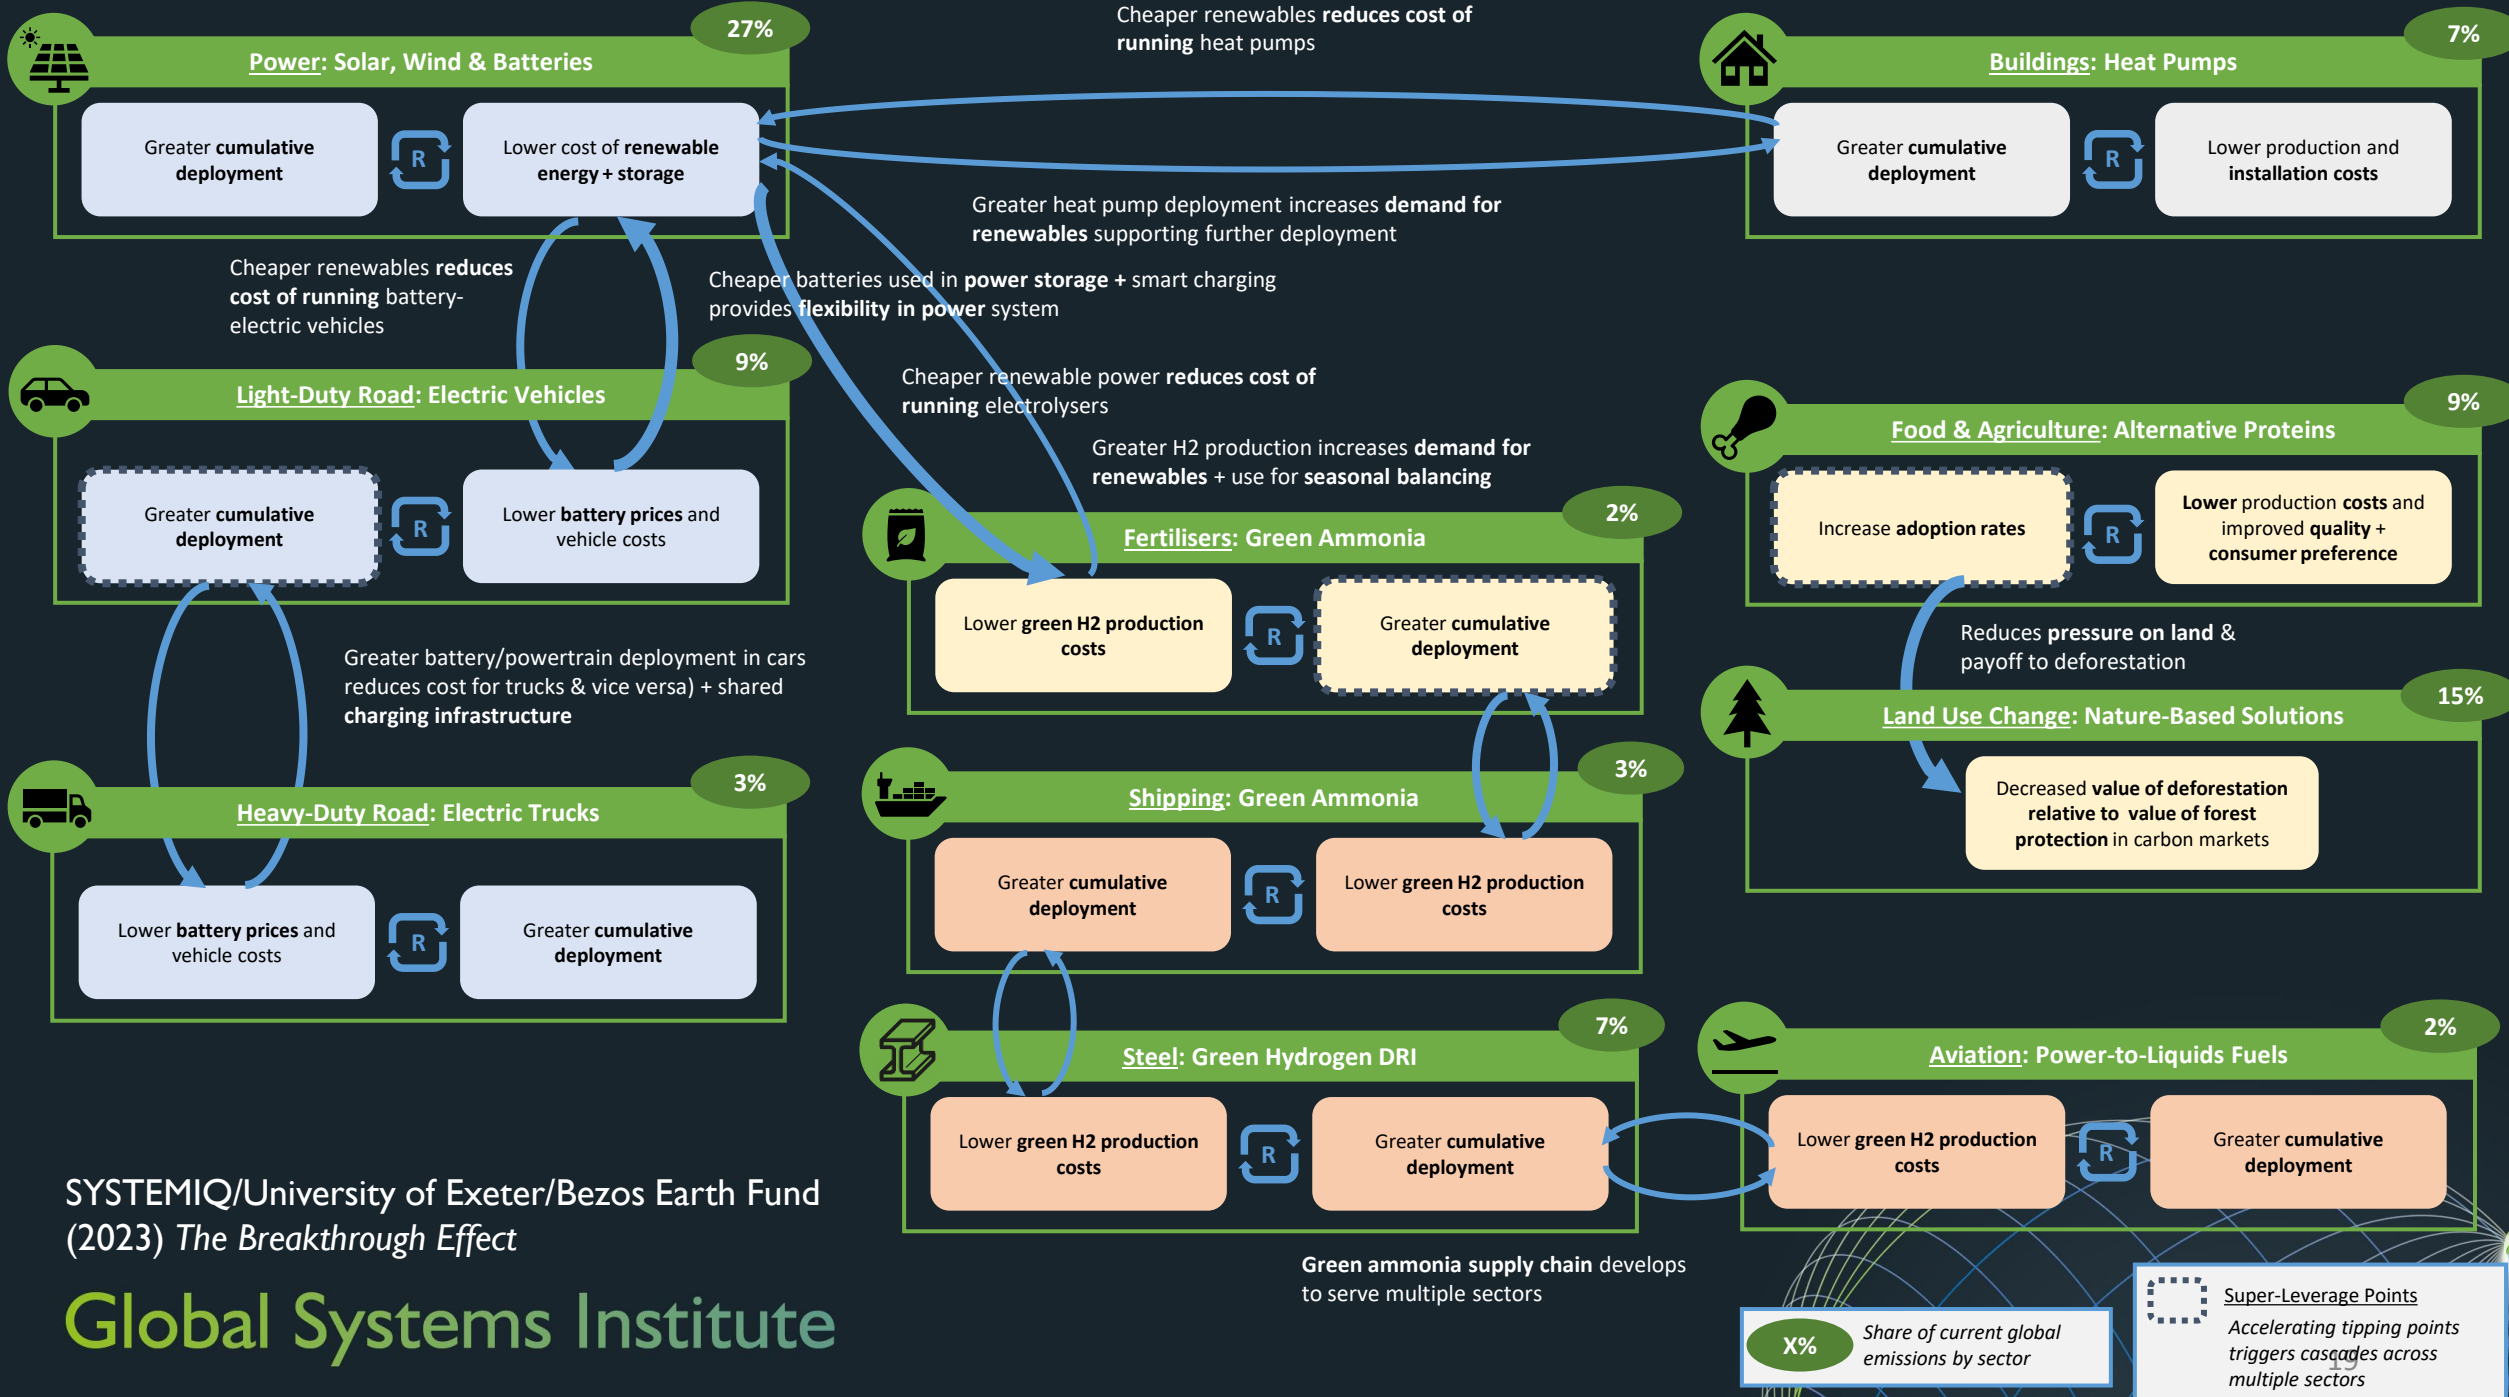 27%
Power: Solar, Wind & Batteries
Greater cumulative
deployment
R
Lower cost of renewable
energy + storage
Cheaper renewables reduces cost of
running heat pumps
7%
Buildings: Heat Pumps
Greater cumulative
deployment
R
Lower production and
installation costs
Greater heat pump deployment increases demand for
renewables supporting further deployment
Cheaper renewables reduces
cost of running battery-
electric vehicles
Cheaper batteries used in power storage + smart charging
provides flexibility in power system
9%
Light-Duty Road: Electric Vehicles
Greater cumulative
deployment
R
Lower battery prices and
vehicle costs
Cheaper renewable power reduces cost of
running electrolysers
Greater H2 production increases demand for
renewables + use for seasonal balancing
9%
Food & Agriculture: Alternative Proteins
Increase adoption rates
R
Lower production costs and
improved quality +
consumer preference
2%
Fertilisers: Green Ammonia
Lower green H2 production
costs
R
Greater cumulative
deployment
Reduces pressure on land &
payoff to deforestation
Greater battery/powertrain deployment in cars
reduces cost for trucks & vice versa) + shared
charging infrastructure
15%
Land Use Change: Nature-Based Solutions
Decreased value of deforestation
relative to value of forest
protection in carbon markets
3%
Heavy-Duty Road: Electric Trucks
Lower battery prices and
vehicle costs
R
Greater cumulative
deployment
3%
Shipping: Green Ammonia
Greater cumulative
deployment
R
Lower green H2 production
costs
7%
Steel: Green Hydrogen DRI
Lower green H2 production
costs
R
Greater cumulative
deployment
2%
Aviation: Power-to-Liquids Fuels
Lower green H2 production
costs
R
Greater cumulative
deployment
SYSTEMIQ/University of Exeter/Bezos Earth Fund
(2023) The Breakthrough Effect
Global Systems Institute
Green ammonia supply chain develops
to serve multiple sectors
X%
Share of current global
emissions by sector
Super-Leverage Points
Accelerating tipping points
triggers cascades across
multiple sectors
19